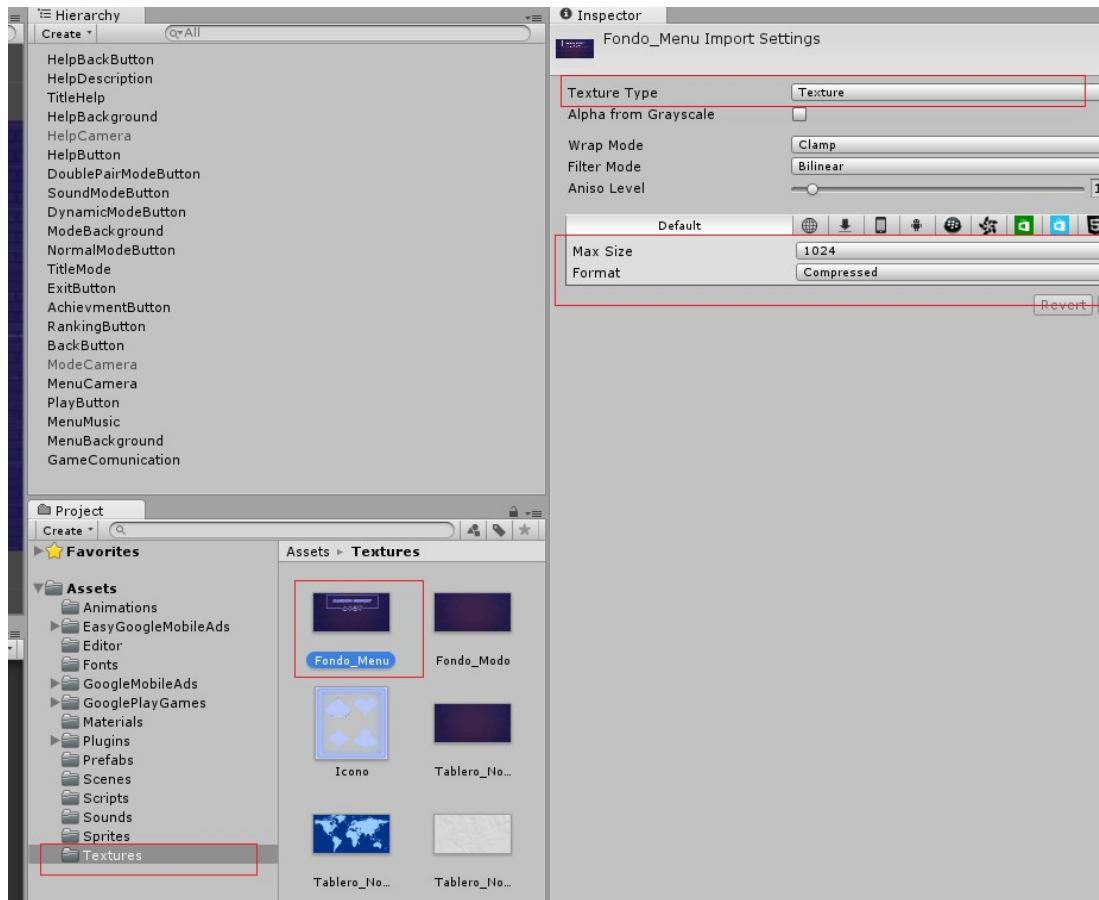 Hierarchy
Create
All
HelpBackButton
HelpDescription
TitleHelp
HelpBackground
HelpCamera
HelpButton
DoublePairModeButton
SoundModeButton
DynamicModeButton
ModeBackground
NormalModeButton
TitleMode
ExitButton
AchievmentButton
RankingButton
BackButton
ModeCamera
MenuCamera
PlayButton
MenuMusic
MenuBackground
GameComunication
Project
Create
Favorites
Assets
Animations
EasyGoogleMobileAds
Editor
Fonts
GoogleMobileAds
GooglePlayGames
Materials
Plugins
Prefabs
Scenes
Scripts
Sounds
Sprites
Textures
Assets ▸ Textures
Fondo_Menu
Fondo_Modo
Icono
Tablero_No...
Tablero_No...
Tablero_No...
Inspector
Fondo_Menu Import Settings
Texture Type Texture
Alpha from Grayscale
Wrap Mode Clamp
Filter Mode Bilinear
Aniso Level 1
Default
Max Size 1024
Format Compressed
Revert